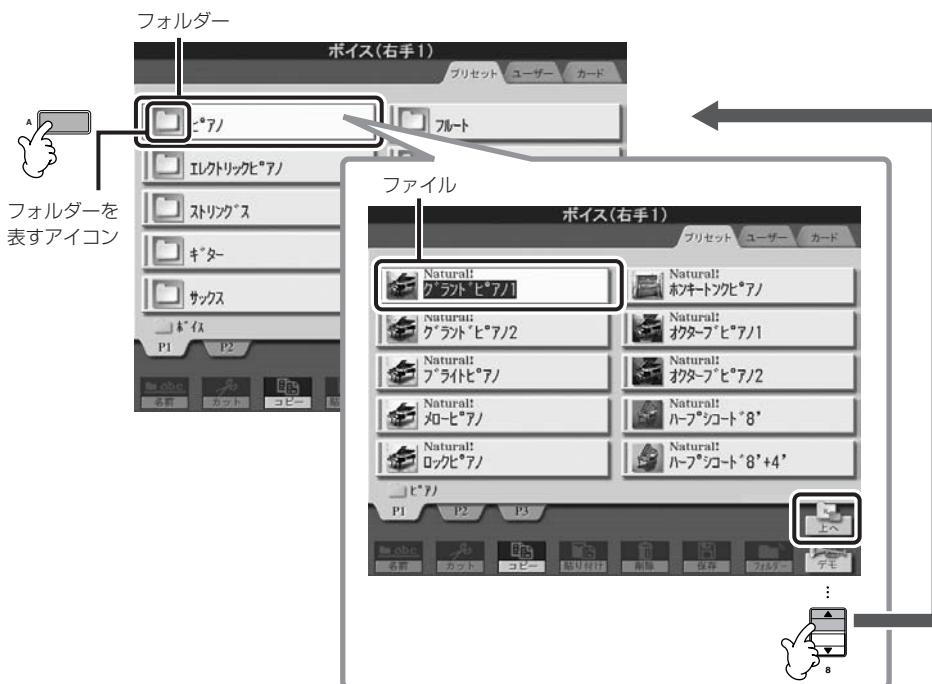 フォルダー
ボイス(右手1)
プリセット ユーザー カード
A
ピアノ
フルート
エレクトリックピアノ
ストリングス
ギター
サックス
ボイス
P1 P2
abc
名前 カット コピー
フォルダーを
表すアイコン
ファイル
ボイス(右手1)
プリセット ユーザー カード
Natural!
グランドピアノ1
Natural!
ホンキートンクピアノ
Natural!
グランドピアノ2
Natural!
オクターブピアノ1
Natural!
ブライトピアノ
Natural!
オクターブピアノ2
Natural!
メローピアノ
Natural!
ハープシコード8'
Natural!
ロックピアノ
Natural!
ハープシコード8'+4'
ピアノ
P1 P2 P3
上へ
abc
名前 カット コピー 貼り付け 削除 保存 フォルダー デモ
8